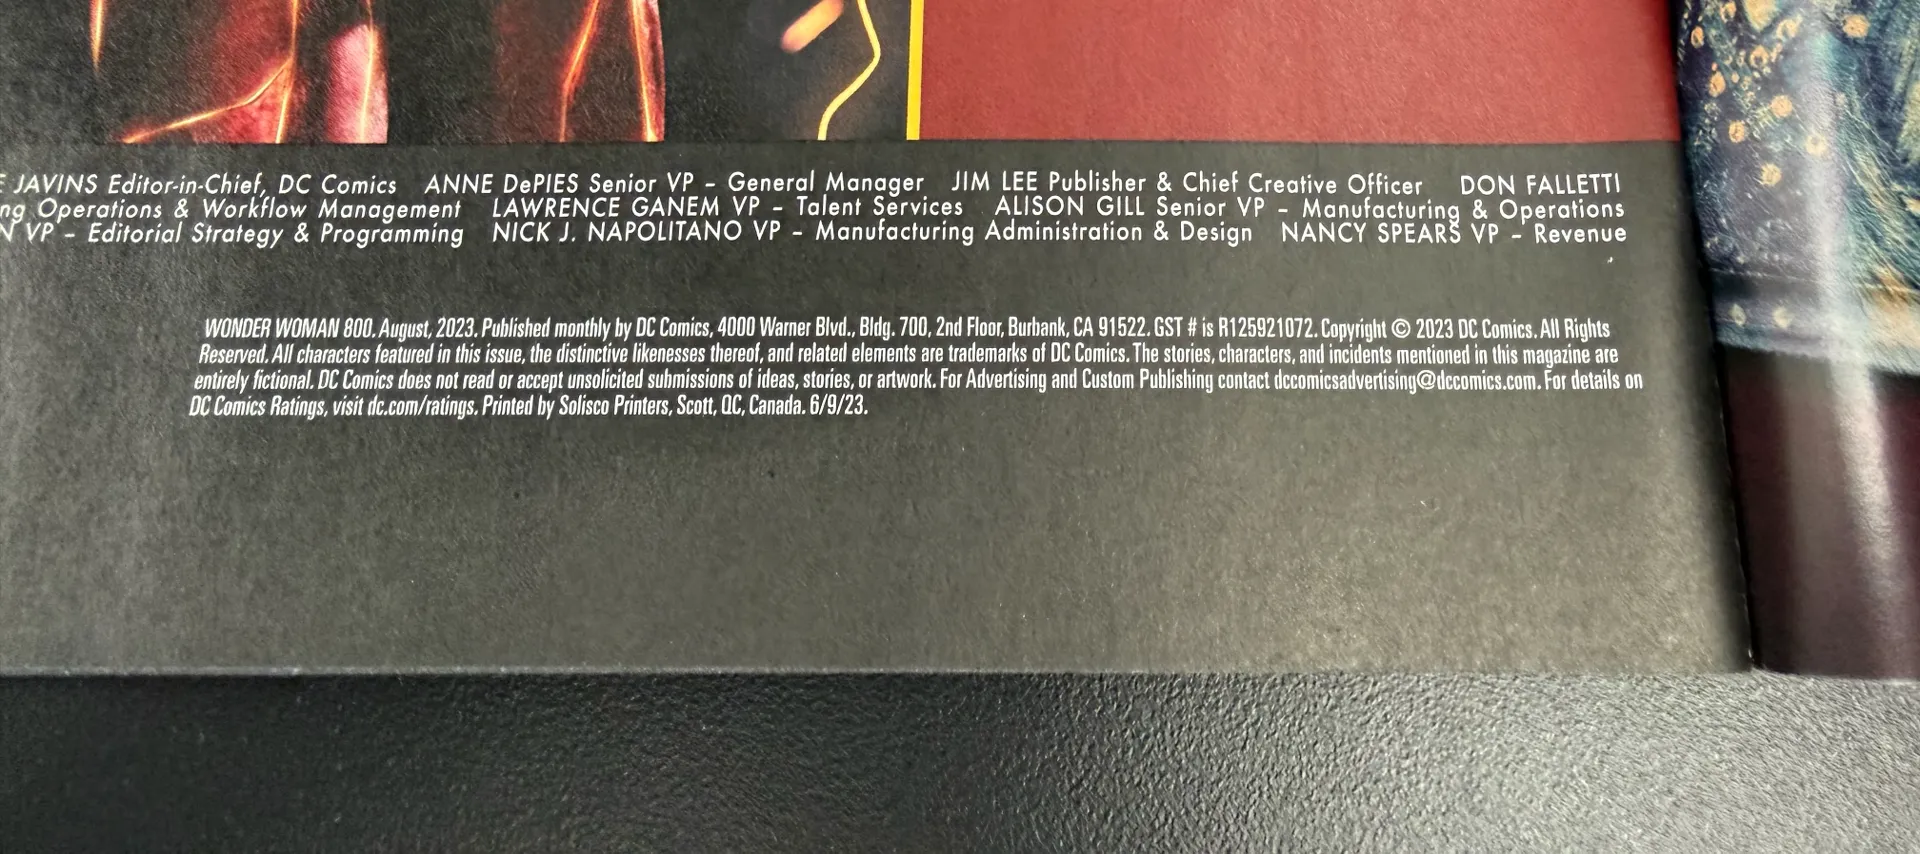 JAVINS Editor-in-Chief, DC Comics ANNE DePIES Senior VP – General Manager JIM LEE Publisher & Chief Creative Officer DON FALLETTI
ng Operations & Workflow Management LAWRENCE GANEM VP – Talent Services ALISON GILL Senior VP – Manufacturing & Operations
N VP – Editorial Strategy & Programming NICK J. NAPOLITANO VP – Manufacturing Administration & Design NANCY SPEARS VP – Revenue
WONDER WOMAN 800. August, 2023. Published monthly by DC Comics, 4000 Warner Blvd., Bldg. 700, 2nd Floor, Burbank, CA 91522. GST # is R125921072. Copyright © 2023 DC Comics. All Rights
Reserved. All characters featured in this issue, the distinctive likenesses thereof, and related elements are trademarks of DC Comics. The stories, characters, and incidents mentioned in this magazine are
entirely fictional. DC Comics does not read or accept unsolicited submissions of ideas, stories, or artwork. For Advertising and Custom Publishing contact dccomicsadvertising@dccomics.com. For details on
DC Comics Ratings, visit dc.com/ratings. Printed by Solisco Printers, Scott, QC, Canada. 6/9/23.